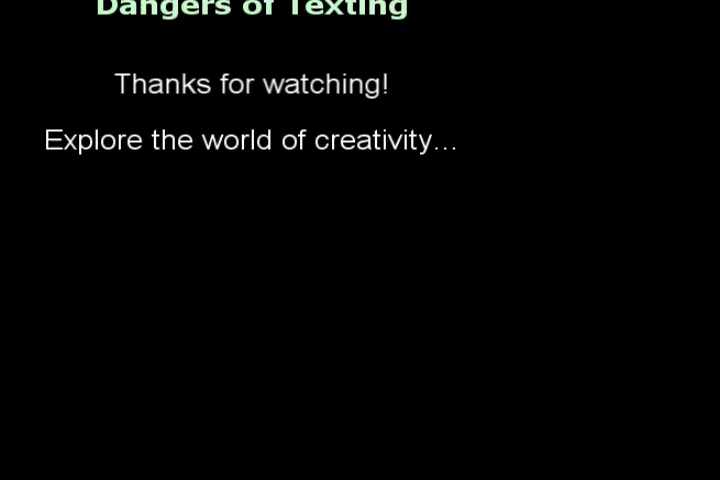 Dangers of Texting
Thanks for watching!
Explore the world of creativity...